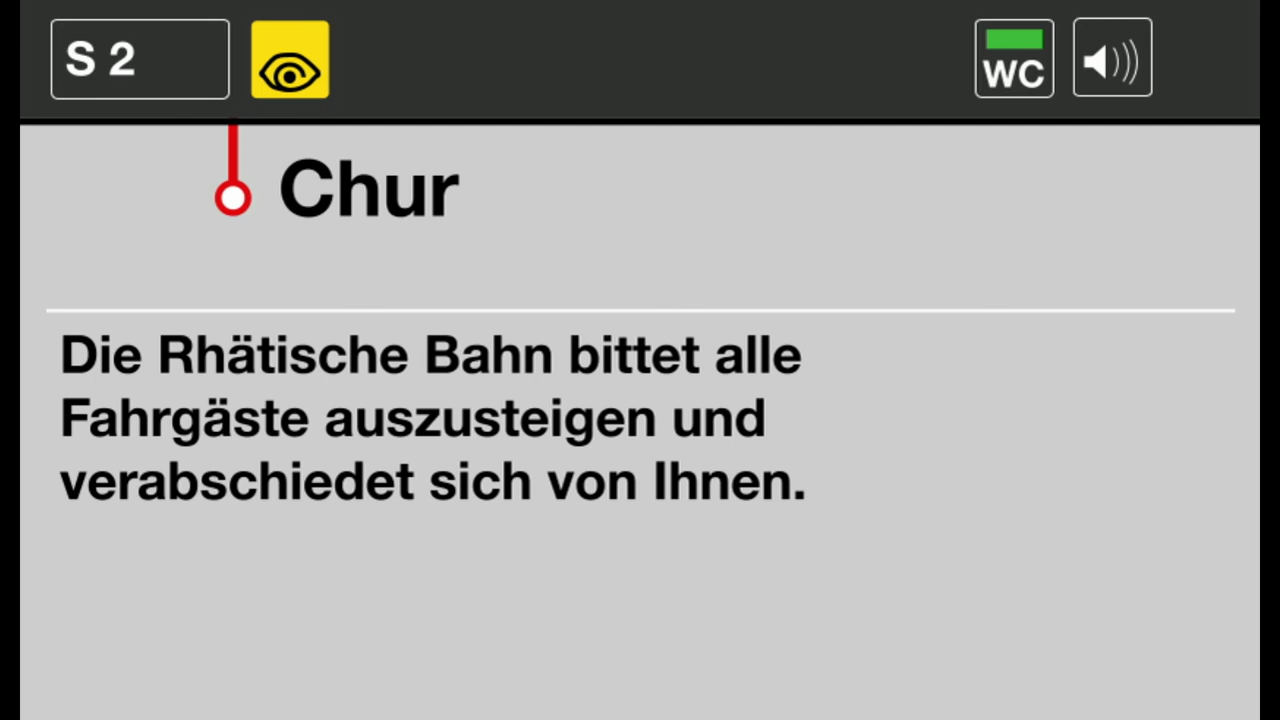 S 2
WC
Chur
Die Rhätische Bahn bittet alle
Fahrgäste auszusteigen und
verabschiedet sich von Ihnen.